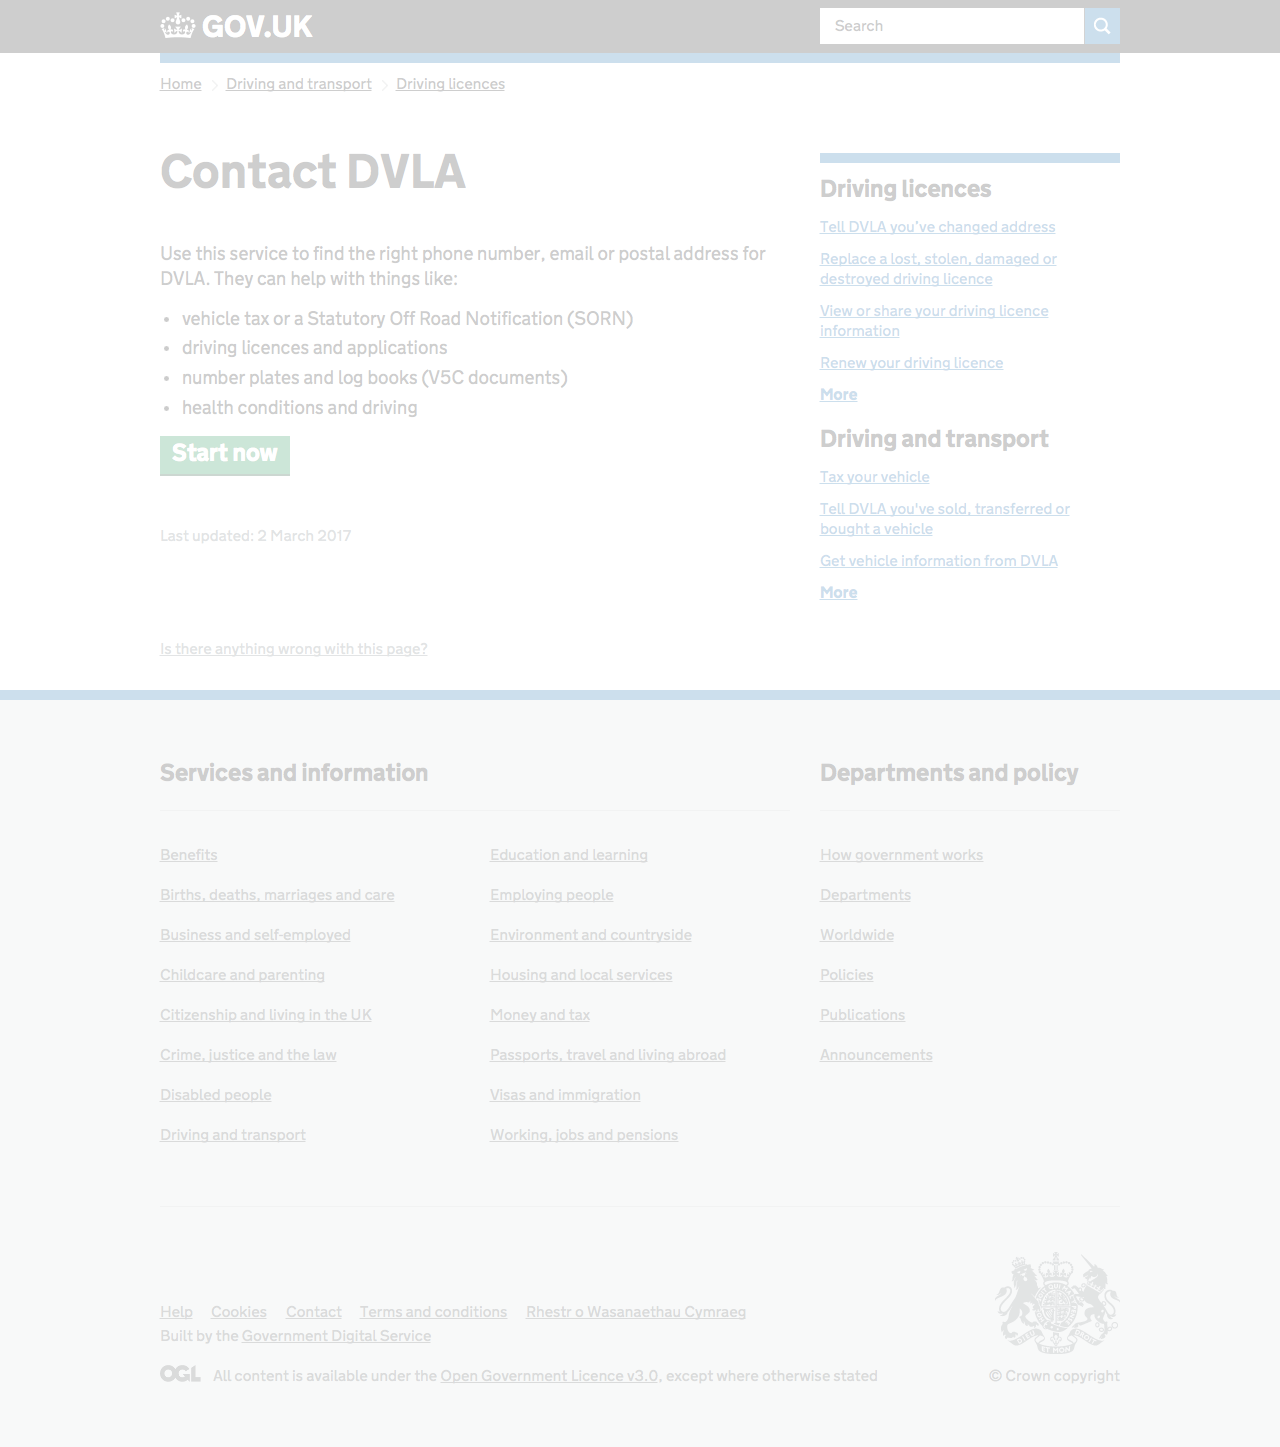 GOV.UK
Search
Home
Driving and transport
Driving licences
Contact DVLA
Use this service to find the right phone number, email or postal address for
DVLA. They can help with things like:
• vehicle tax or a Statutory Off Road Notification (SORN)
• driving licences and applications
• number plates and log books (V5C documents)
• health conditions and driving
Start now
Last updated: 2 March 2017
Is there anything wrong with this page?
Driving licences
Tell DVLA you've changed address
Replace a lost, stolen, damaged or
destroyed driving licence
View or share your driving licence
information
Renew your driving licence
More
Driving and transport
Tax your vehicle
Tell DVLA you've sold, transferred or
bought a vehicle
Get vehicle information from DVLA
More
Services and information
Benefits
Births, deaths, marriages and care
Business and self-employed
Childcare and parenting
Citizenship and living in the UK
Crime, justice and the law
Disabled people
Driving and transport
Education and learning
Employing people
Environment and countryside
Housing and local services
Money and tax
Passports, travel and living abroad
Visas and immigration
Working, jobs and pensions
Departments and policy
How government works
Departments
Worldwide
Policies
Publications
Announcements
Help Cookies Contact Terms and conditions Rhestr o Wasanaethau Cymraeg
Built by the Government Digital Service
OGL All content is available under the Open Government Licence v3.0, except where otherwise stated
© Crown copyright